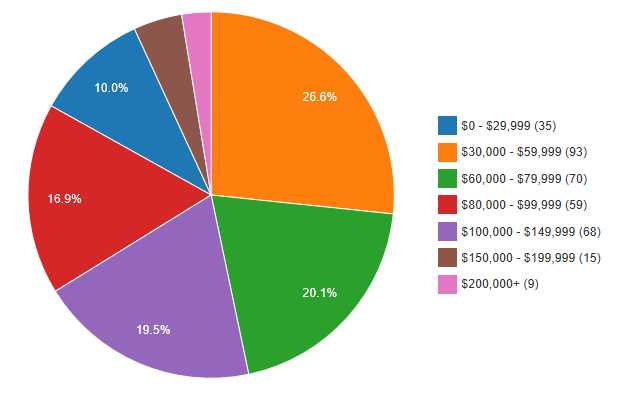 26.6%
10.0%
16.9%
20.1%
19.5%
$0 - $29,999 (35)
$30,000 - $59,999 (93)
$60,000 - $79,999 (70)
$80,000 - $99,999 (59)
$100,000 - $149,999 (68)
$150,000 - $199,999 (15)
$200,000+ (9)